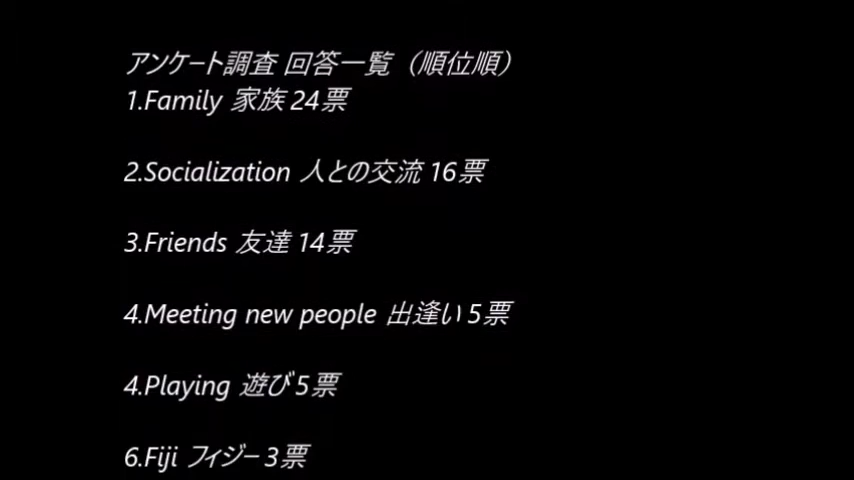 アンケート調査 回答一覧（順位順）
1.Family 家族 24票
2.Socialization 人との交流 16票
3.Friends 友達 14票
4.Meeting new people 出逢い 5票
4.Playing 遊び 5票
6.Fiji フィジー 3票